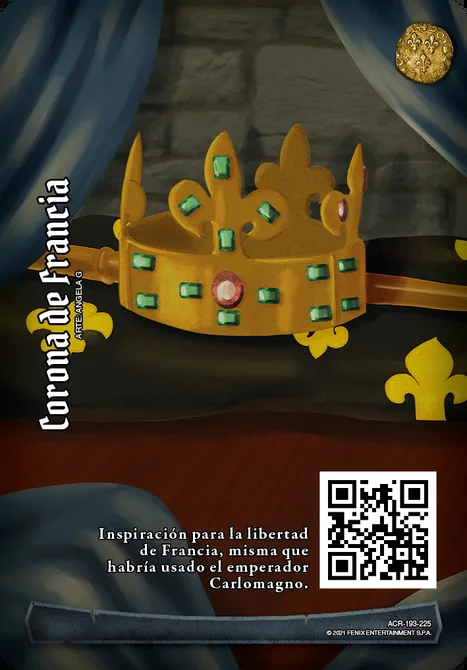 Corona de Francia
ARTE: ANGELA G
Inspiración para la libertad
de Francia, misma que
habría usado el emperador
Carlomagno.
ACR-193-225
© 2021 FENIX ENTERTAINMENT S.P.A.